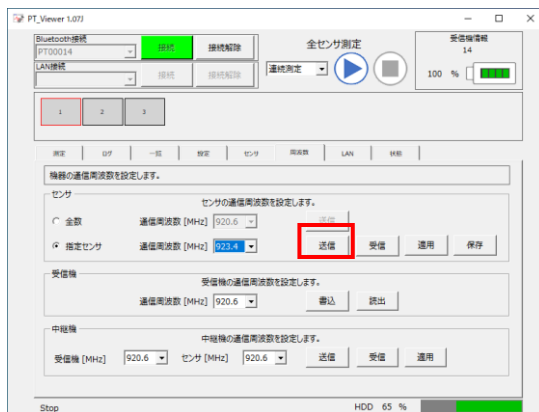 PT_Viewer 1.07J
Bluetooth接続
PT00014 接続 接続解除
LAN接続
接続 接続解除
全センサ測定
連続測定
受信機情報
14
100 %
1 2 3
測定 ログ 一覧 設定 センサ 周波数 LAN 状態
機器の通信周波数を設定します。
センサ
センサの通信周波数を設定します。
全数 通信周波数 [MHz] 920.6 送信
指定センサ 通信周波数 [MHz] 923.4 送信 受信 適用 保存
受信機
受信機の通信周波数を設定します。
通信周波数 [MHz] 920.6 書込 読出
中継機
中継機の通信周波数を設定します。
受信機 [MHz] 920.6 センサ [MHz] 920.6 送信 受信 適用
Stop HDD 65 %